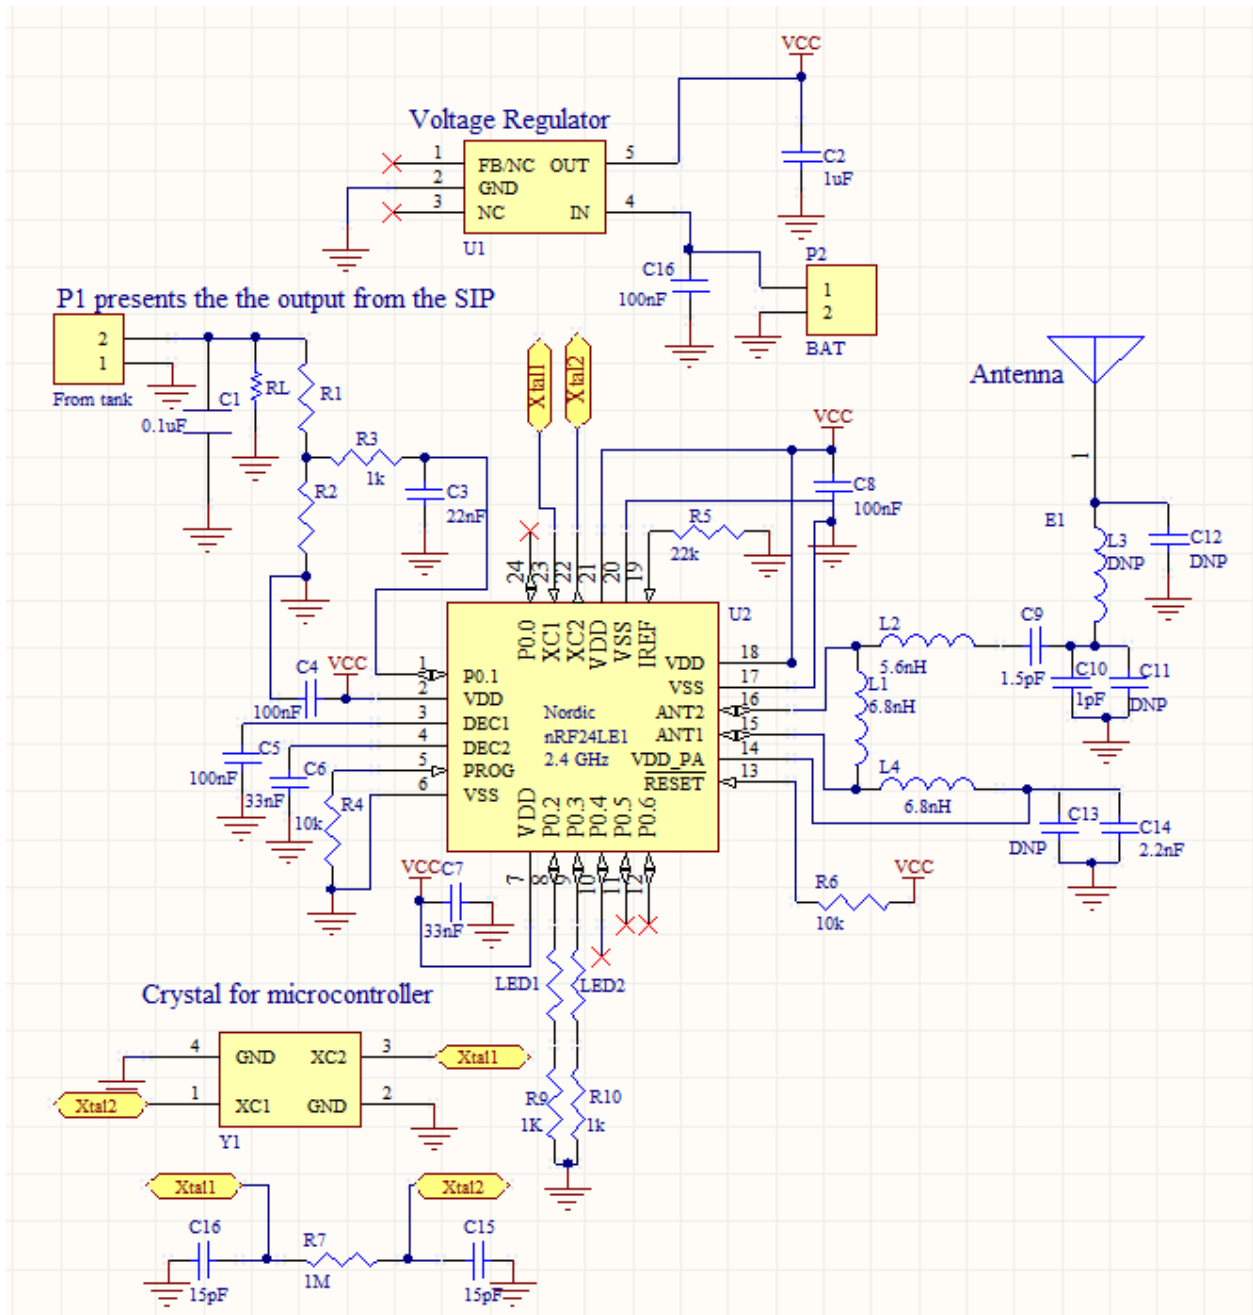 VCC
Voltage Regulator
1 FB/NC OUT 5
2 GND
3 NC IN 4
U1
C2
1uF
C16
100nF
P2
1
2
BAT
P1 presents the the output from the SIP
2
1
From tank
C1
0.1uF
RL
R1
R2
R3
1k
C3
22nF
Xtal1
Xtal2
VCC
C8
100nF
R5
22k
Antenna
1
E1
L3
DNP
C12
DNP
24 23 22 21 20 19
P0.0 XC1 XC2 VDD VSS IREF
U2
1 P0.1
2 VDD
3 DEC1
4 DEC2
5 PROG
6 VSS
Nordic
nRF24LE1
2.4 GHz
VDD 18
VSS 17
ANT2 16
ANT1 15
VDD_PA 14
RESET 13
VDD P0.2 P0.3 P0.4 P0.5 P0.6
7 8 9 10 11 12
C4
100nF
VCC
C5
100nF
C6
33nF
R4
10k
VCC
C7
33nF
L2
5.6nH
C9
1.5pF
C10
1pF
C11
DNP
L1
6.8nH
L4
6.8nH
C13
DNP
C14
2.2nF
R6
10k
VCC
LED1
LED2
R9
1K
R10
1k
Crystal for microcontroller
4 GND XC2 3
Xtal1
Xtal2
1 XC1 GND 2
Y1
Xtal1
Xtal2
C16
15pF
R7
1M
C15
15pF